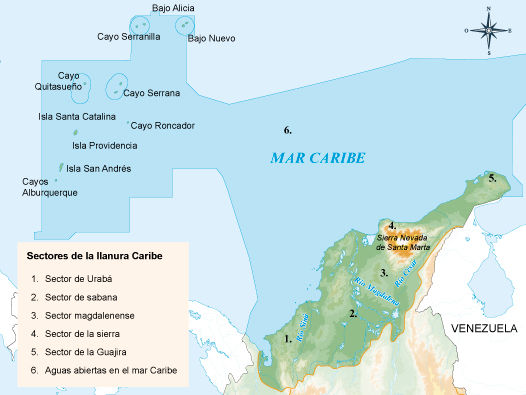 Bajo Alicia
Cayo Serranilla
Bajo Nuevo
N
O
E
S
Cayo
Quitasueño
Cayo Serrana
Isla Santa Catalina
Cayo Roncador
6.
Isla Providencia
MAR CARIBE
Isla San Andrés
Cayos
Alburquerque
5.
4.
Sierra Nevada
de Santa Marta
3.
Río Cesar
Río Magdalena
2.
Río Sinú
1.
VENEZUELA
Sectores de la llanura Caribe
1. Sector de Urabá
2. Sector de sabana
3. Sector magdalenense
4. Sector de la sierra
5. Sector de la Guajira
6. Aguas abiertas en el mar Caribe